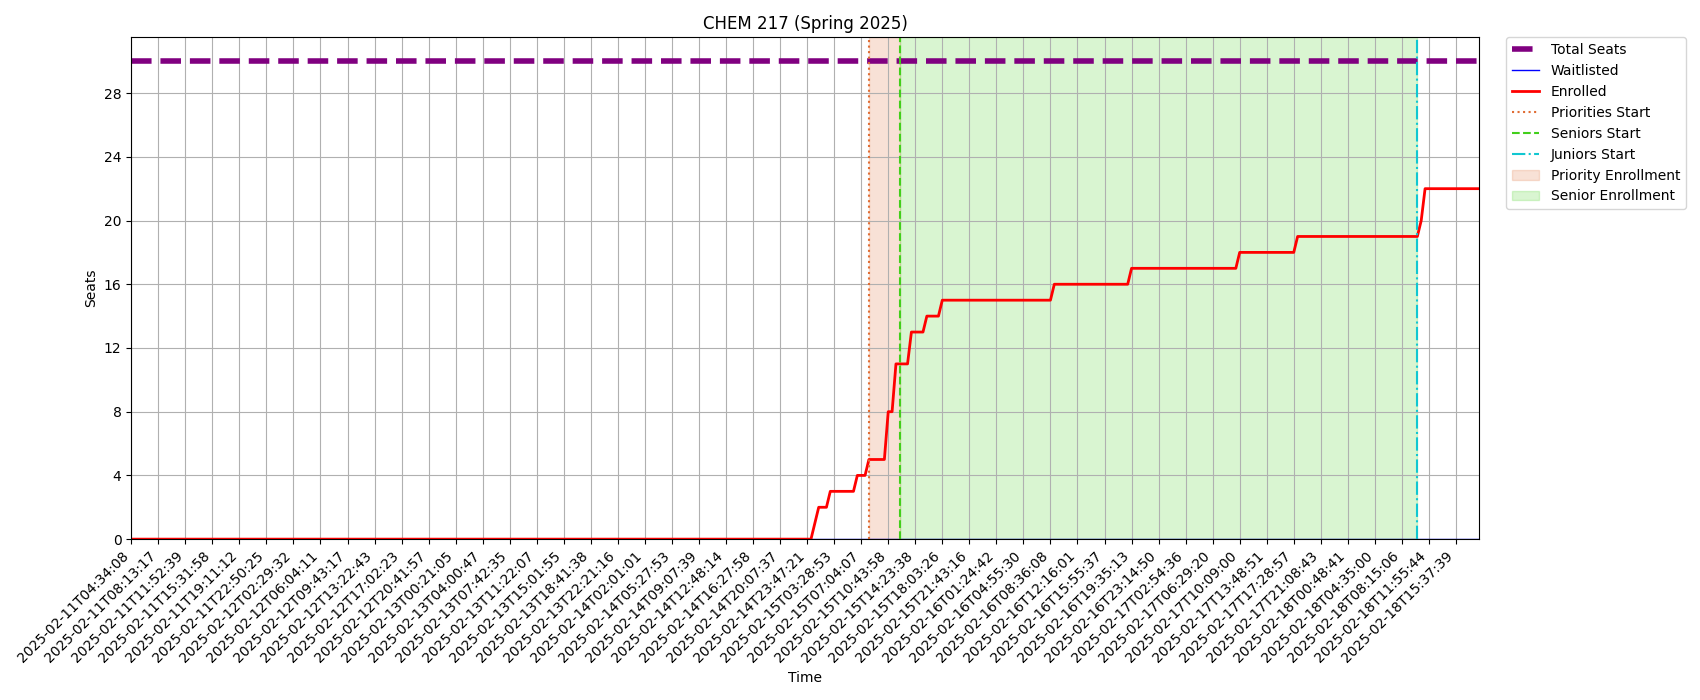 CHEM 217 (Spring 2025)
Total Seats
Waitlisted
Enrolled
Priorities Start
Seniors Start
Juniors Start
Priority Enrollment
Senior Enrollment
28
24
20
16
12
8
4
0
Seats
2025-02-11T04:34:08
2025-02-11T08:13:17
2025-02-11T11:52:39
2025-02-11T15:31:58
2025-02-11T19:11:12
2025-02-11T22:50:25
2025-02-12T02:29:32
2025-02-12T06:04:11
2025-02-12T09:43:17
2025-02-12T13:22:43
2025-02-12T17:02:23
2025-02-12T20:41:57
2025-02-13T00:21:05
2025-02-13T04:00:47
2025-02-13T07:42:35
2025-02-13T11:22:07
2025-02-13T15:01:55
2025-02-13T18:41:38
2025-02-13T22:21:16
2025-02-14T02:01:01
2025-02-14T05:27:53
2025-02-14T09:07:39
2025-02-14T12:48:14
2025-02-14T16:27:58
2025-02-14T20:07:37
2025-02-14T23:47:21
2025-02-15T03:28:53
2025-02-15T07:04:07
2025-02-15T10:43:58
2025-02-15T14:23:38
2025-02-15T18:03:26
2025-02-15T21:43:16
2025-02-16T01:24:42
2025-02-16T04:55:30
2025-02-16T08:36:08
2025-02-16T12:16:01
2025-02-16T15:55:37
2025-02-16T19:35:13
2025-02-16T23:14:50
2025-02-17T02:54:36
2025-02-17T06:29:20
2025-02-17T10:09:00
2025-02-17T13:48:51
2025-02-17T17:28:57
2025-02-17T21:08:43
2025-02-18T00:48:41
2025-02-18T04:35:00
2025-02-18T08:15:06
2025-02-18T11:55:44
2025-02-18T15:37:39
Time